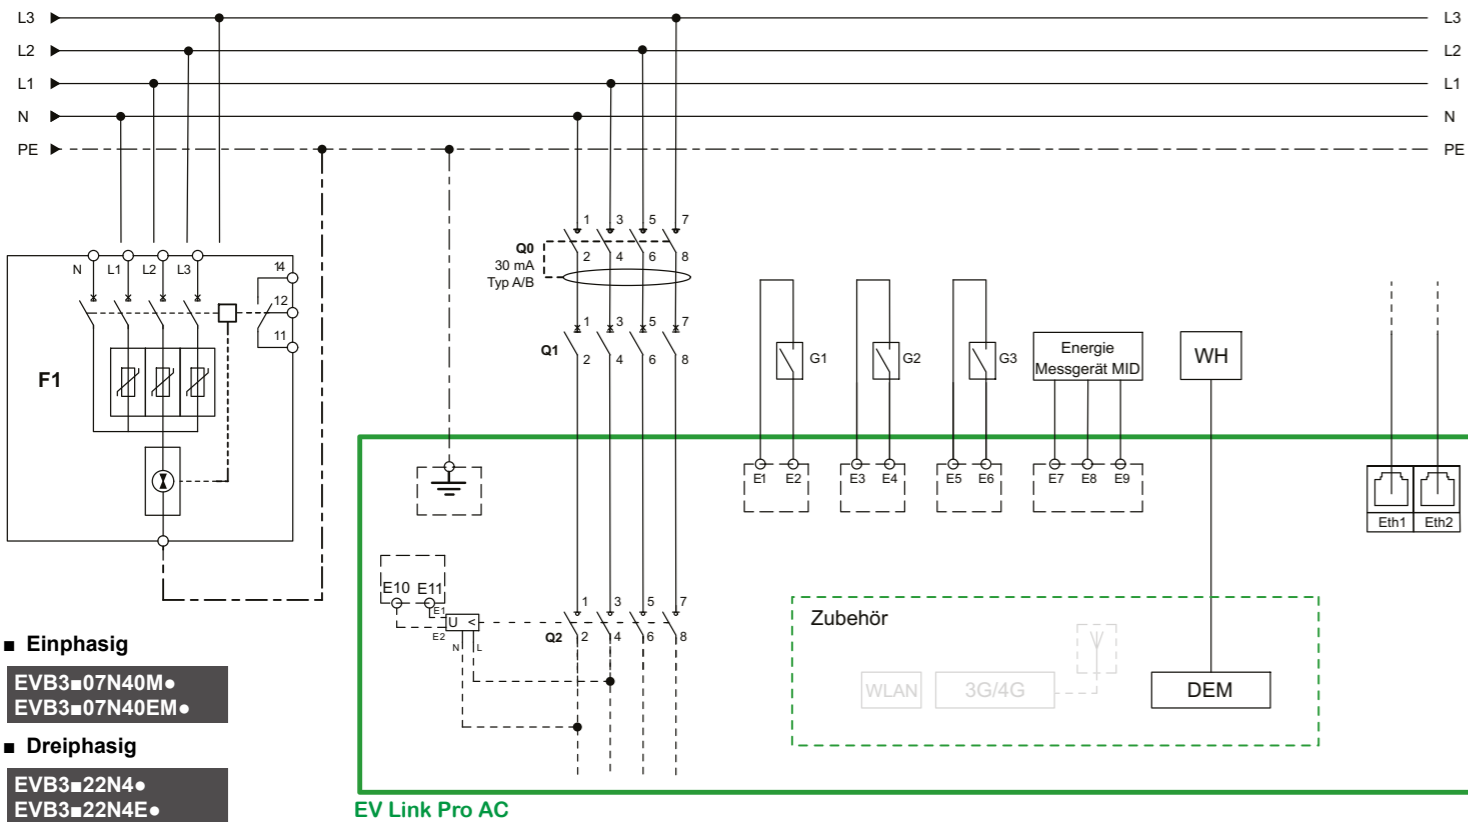 L3 L3
L2 L2
L1 L1
N N
PE PE
1 3 5 7
Q0
30 mA
Typ A/B
2 4 6 8
N L1 L2 L3 14
12
11
F1
1 3 5 7
Q1
2 4 6 8
G1 G2 G3
Energie
Messgerät MID
WH
E1 E2 E3 E4 E5 E6 E7 E8 E9
Eth1 Eth2
E10 E11
E1
U <
E2
N L
1 3 5 7
Q2 2 4 6 8
Zubehör
WLAN 3G/4G DEM
■ Einphasig
EVB3■07N40M●
EVB3■07N40EM●
■ Dreiphasig
EVB3■22N4●
EVB3■22N4E●
EV Link Pro AC